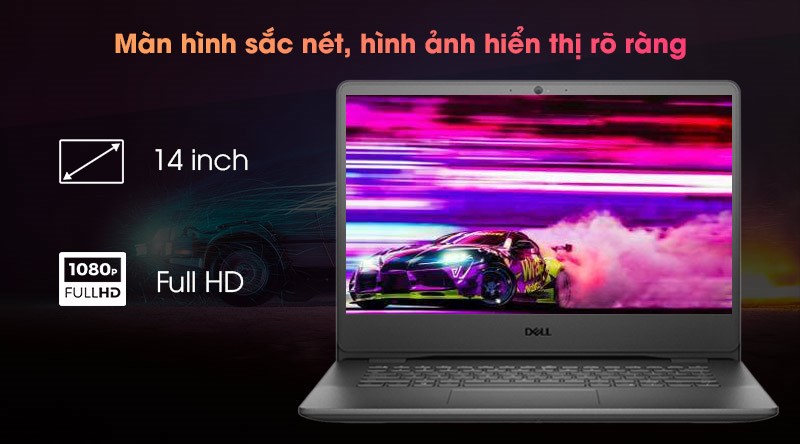 Màn hình sắc nét, hình ảnh hiển thị rõ ràng
14 inch
1080p
FULLHD
Full HD
DELL